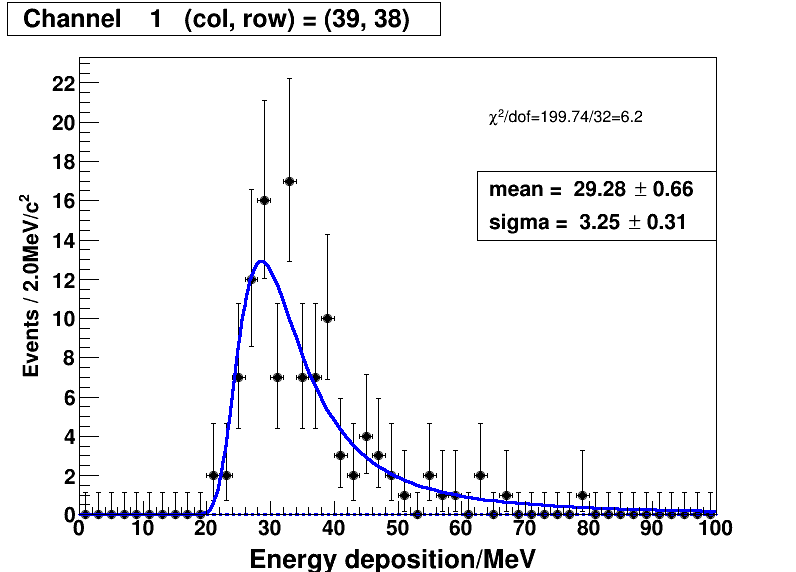 Channel 1 (col, row) = (39, 38)
χ²/dof=199.74/32=6.2
mean = 29.28 ± 0.66
sigma = 3.25 ± 0.31
Events / 2.0MeV/c²
22
20
18
16
14
12
10
8
6
4
2
0
0 10 20 30 40 50 60 70 80 90 100
Energy deposition/MeV